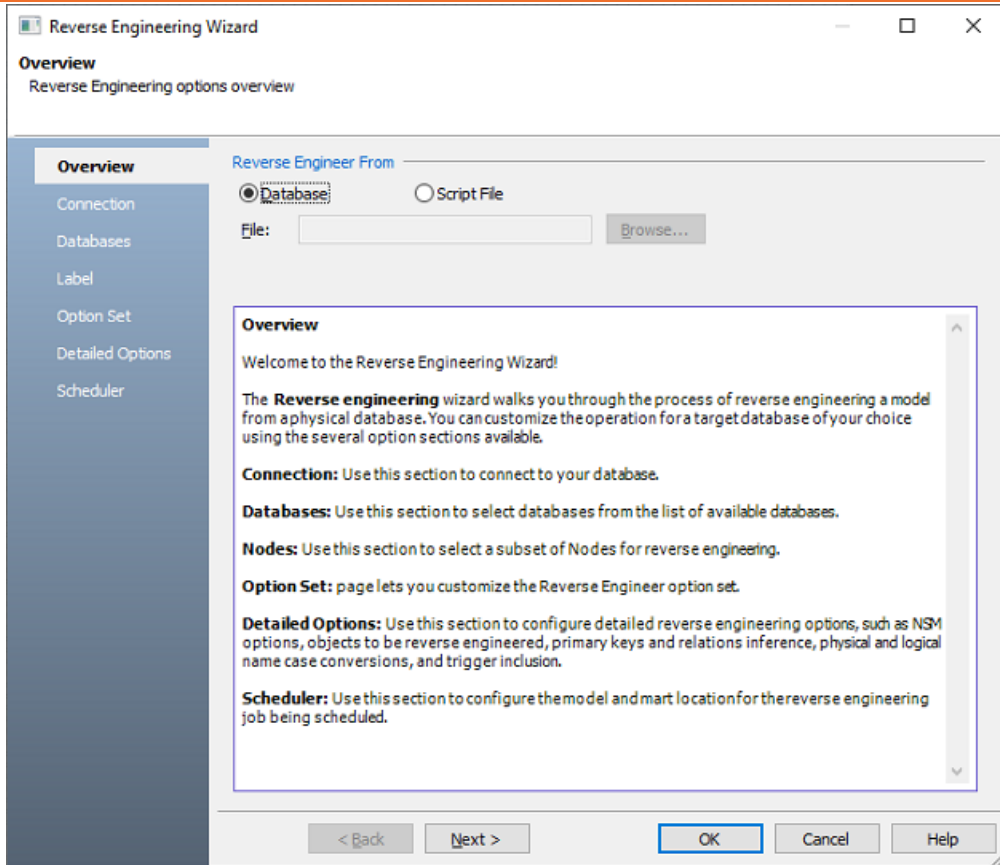 Reverse Engineering Wizard
Overview
Reverse Engineering options overview
Overview
Connection
Databases
Label
Option Set
Detailed Options
Scheduler
Reverse Engineer From
Database
Script File
File:
Browse...
Overview
Welcome to the Reverse Engineering Wizard!
The Reverse engineering wizard walks you through the process of reverse engineering a model
from a physical database. You can customize the operation for a target database of your choice
using the several option sections available.
Connection: Use this section to connect to your database.
Databases: Use this section to select databases from the list of available databases.
Nodes: Use this section to select a subset of Nodes for reverse engineering.
Option Set: page lets you customize the Reverse Engineer option set.
Detailed Options: Use this section to configure detailed reverse engineering options, such as NSM
options, objects to be reverse engineered, primary keys and relations inference, physical and logical
name case conversions, and trigger inclusion.
Scheduler: Use this section to configure the model and mart location for the reverse engineering
job being scheduled.
< Back
Next >
OK
Cancel
Help